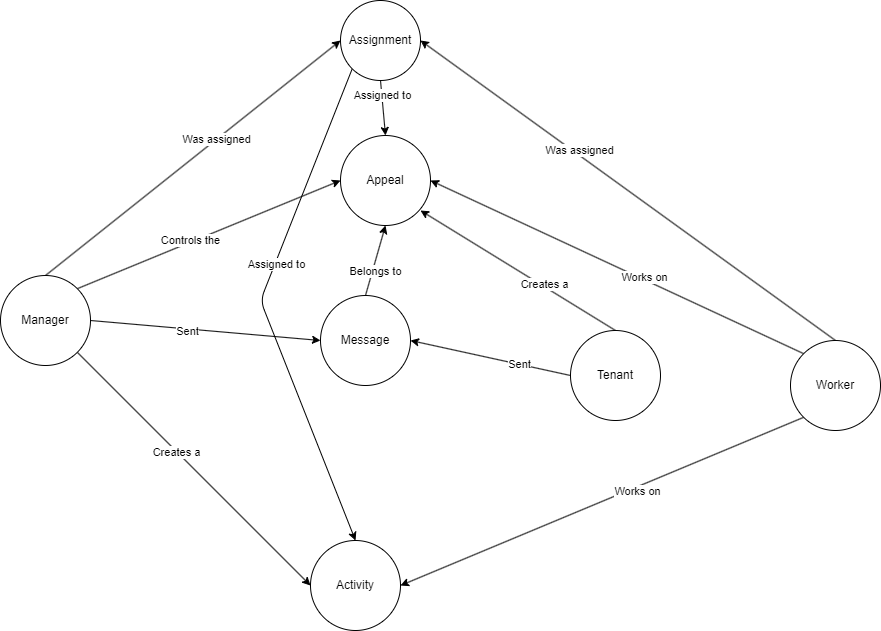 Assignment
Assigned to
Was assigned
Was assigned
Appeal
Controls the
Assigned to
Belongs to
Works on
Creates a
Manager
Sent
Message
Sent
Tenant
Worker
Creates a
Works on
Activity